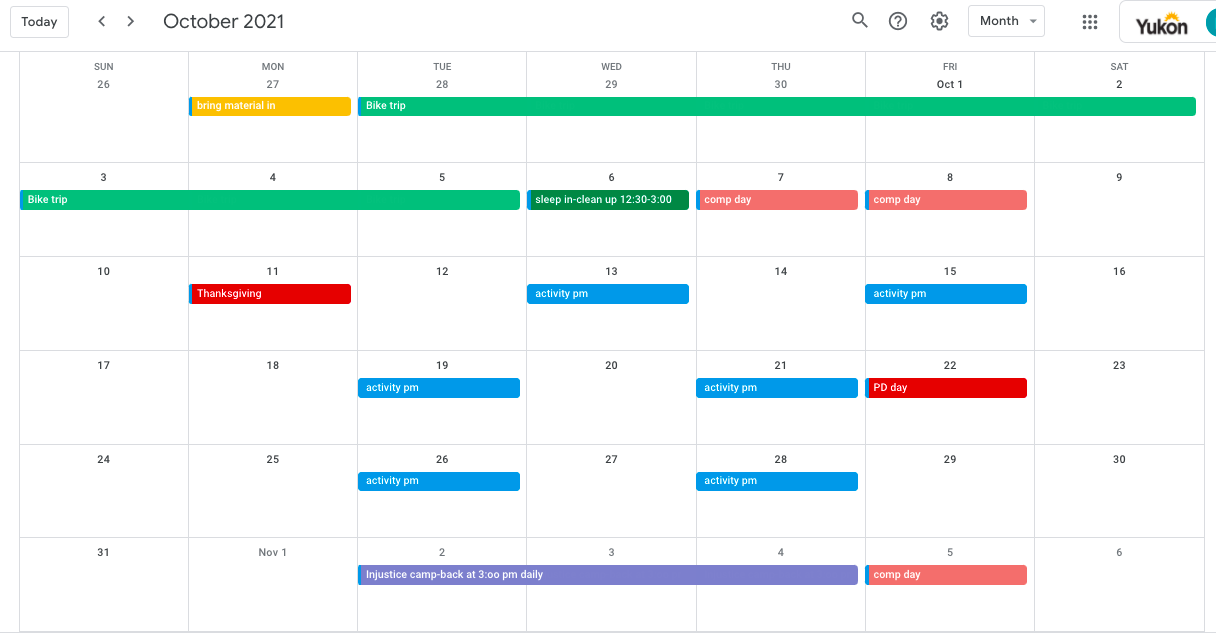 Today
October 2021
Month
Yukon
SUN MON TUE WED THU FRI SAT
26 27 28 29 30 Oct 1 2
bring material in Bike trip
3 4 5 6 7 8 9
Bike trip sleep in-clean up 12:30-3:00 comp day comp day
10 11 12 13 14 15 16
Thanksgiving activity pm activity pm
17 18 19 20 21 22 23
activity pm activity pm PD day
24 25 26 27 28 29 30
activity pm activity pm
31 Nov 1 2 3 4 5 6
Injustice camp-back at 3:oo pm daily comp day